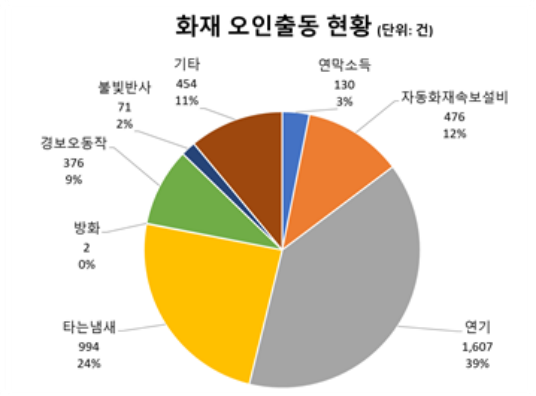 화재 오인출동 현황 (단위: 건)
연막소득
130
3%
자동화재속보설비
476
12%
연기
1,607
39%
타는냄새
994
24%
방화
2
0%
경보오동작
376
9%
불빛반사
71
2%
기타
454
11%